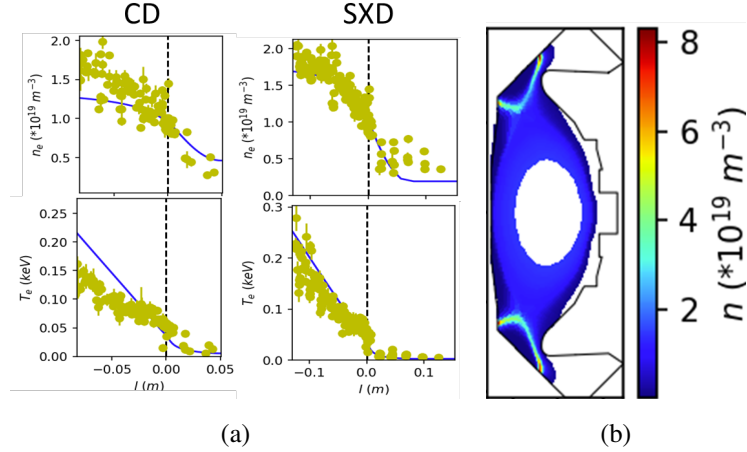 CD SXD
2.0
1.5
1.0
0.5
n_e (*10^19 m^-3)
2.0
1.5
1.0
0.5
0.0
n_e (*10^19 m^-3)
0.25
0.20
0.15
0.10
0.05
0.00
T_e (keV)
-0.05 0.00 0.05
l (m)
0.3
0.2
0.1
0.0
T_e (keV)
-0.1 0.0 0.1
l (m)
8
6
4
2
n (*10^19 m^-3)
(a) (b)